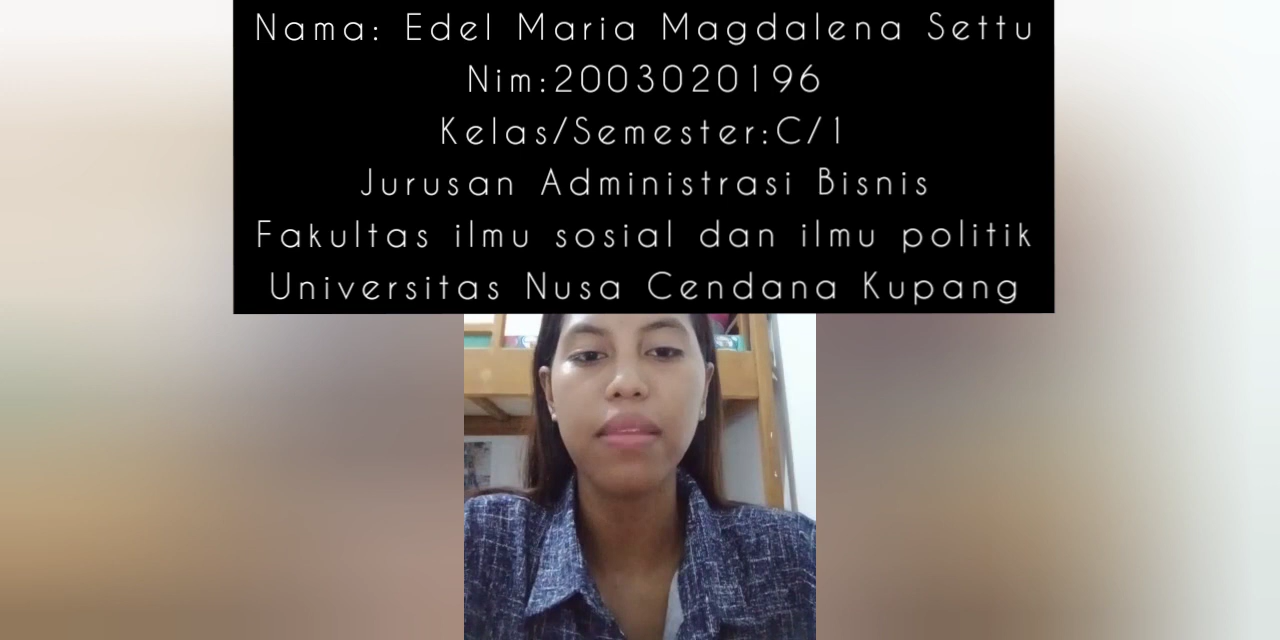 Nama: Edel Maria Magdalena Settu
Nim:2003020196
Kelas/Semester:C/1
Jurusan Administrasi Bisnis
Fakultas ilmu sosial dan ilmu politik
Universitas Nusa Cendana Kupang